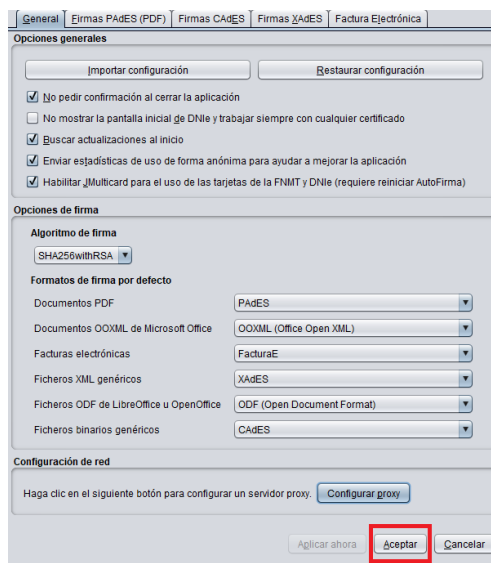 General Firmas PAdES (PDF) Firmas CAdES Firmas XAdES Factura Electrónica
Opciones generales
Importar configuración Restaurar configuración
No pedir confirmación al cerrar la aplicación
No mostrar la pantalla inicial de DNIe y trabajar siempre con cualquier certificado
Buscar actualizaciones al inicio
Enviar estadísticas de uso de forma anónima para ayudar a mejorar la aplicación
Habilitar JMulticard para el uso de las tarjetas de la FNMT y DNIe (requiere reiniciar AutoFirma)
Opciones de firma
Algoritmo de firma
SHA256withRSA
Formatos de firma por defecto
Documentos PDF PAdES
Documentos OOXML de Microsoft Office OOXML (Office Open XML)
Facturas electrónicas FacturaE
Ficheros XML genéricos XAdES
Ficheros ODF de LibreOffice u OpenOffice ODF (Open Document Format)
Ficheros binarios genéricos CAdES
Configuración de red
Haga clic en el siguiente botón para configurar un servidor proxy. Configurar proxy
Aplicar ahora Aceptar Cancelar